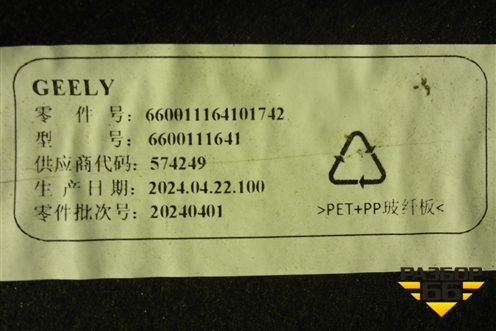 GEELY
零 件 号：660011164101742
型 号：6600111641
供应商代码：574249
生 产 日 期：2024.04.22.100
零件批次号：20240401
>PET+PP玻纤板<
РАЗБОР
66